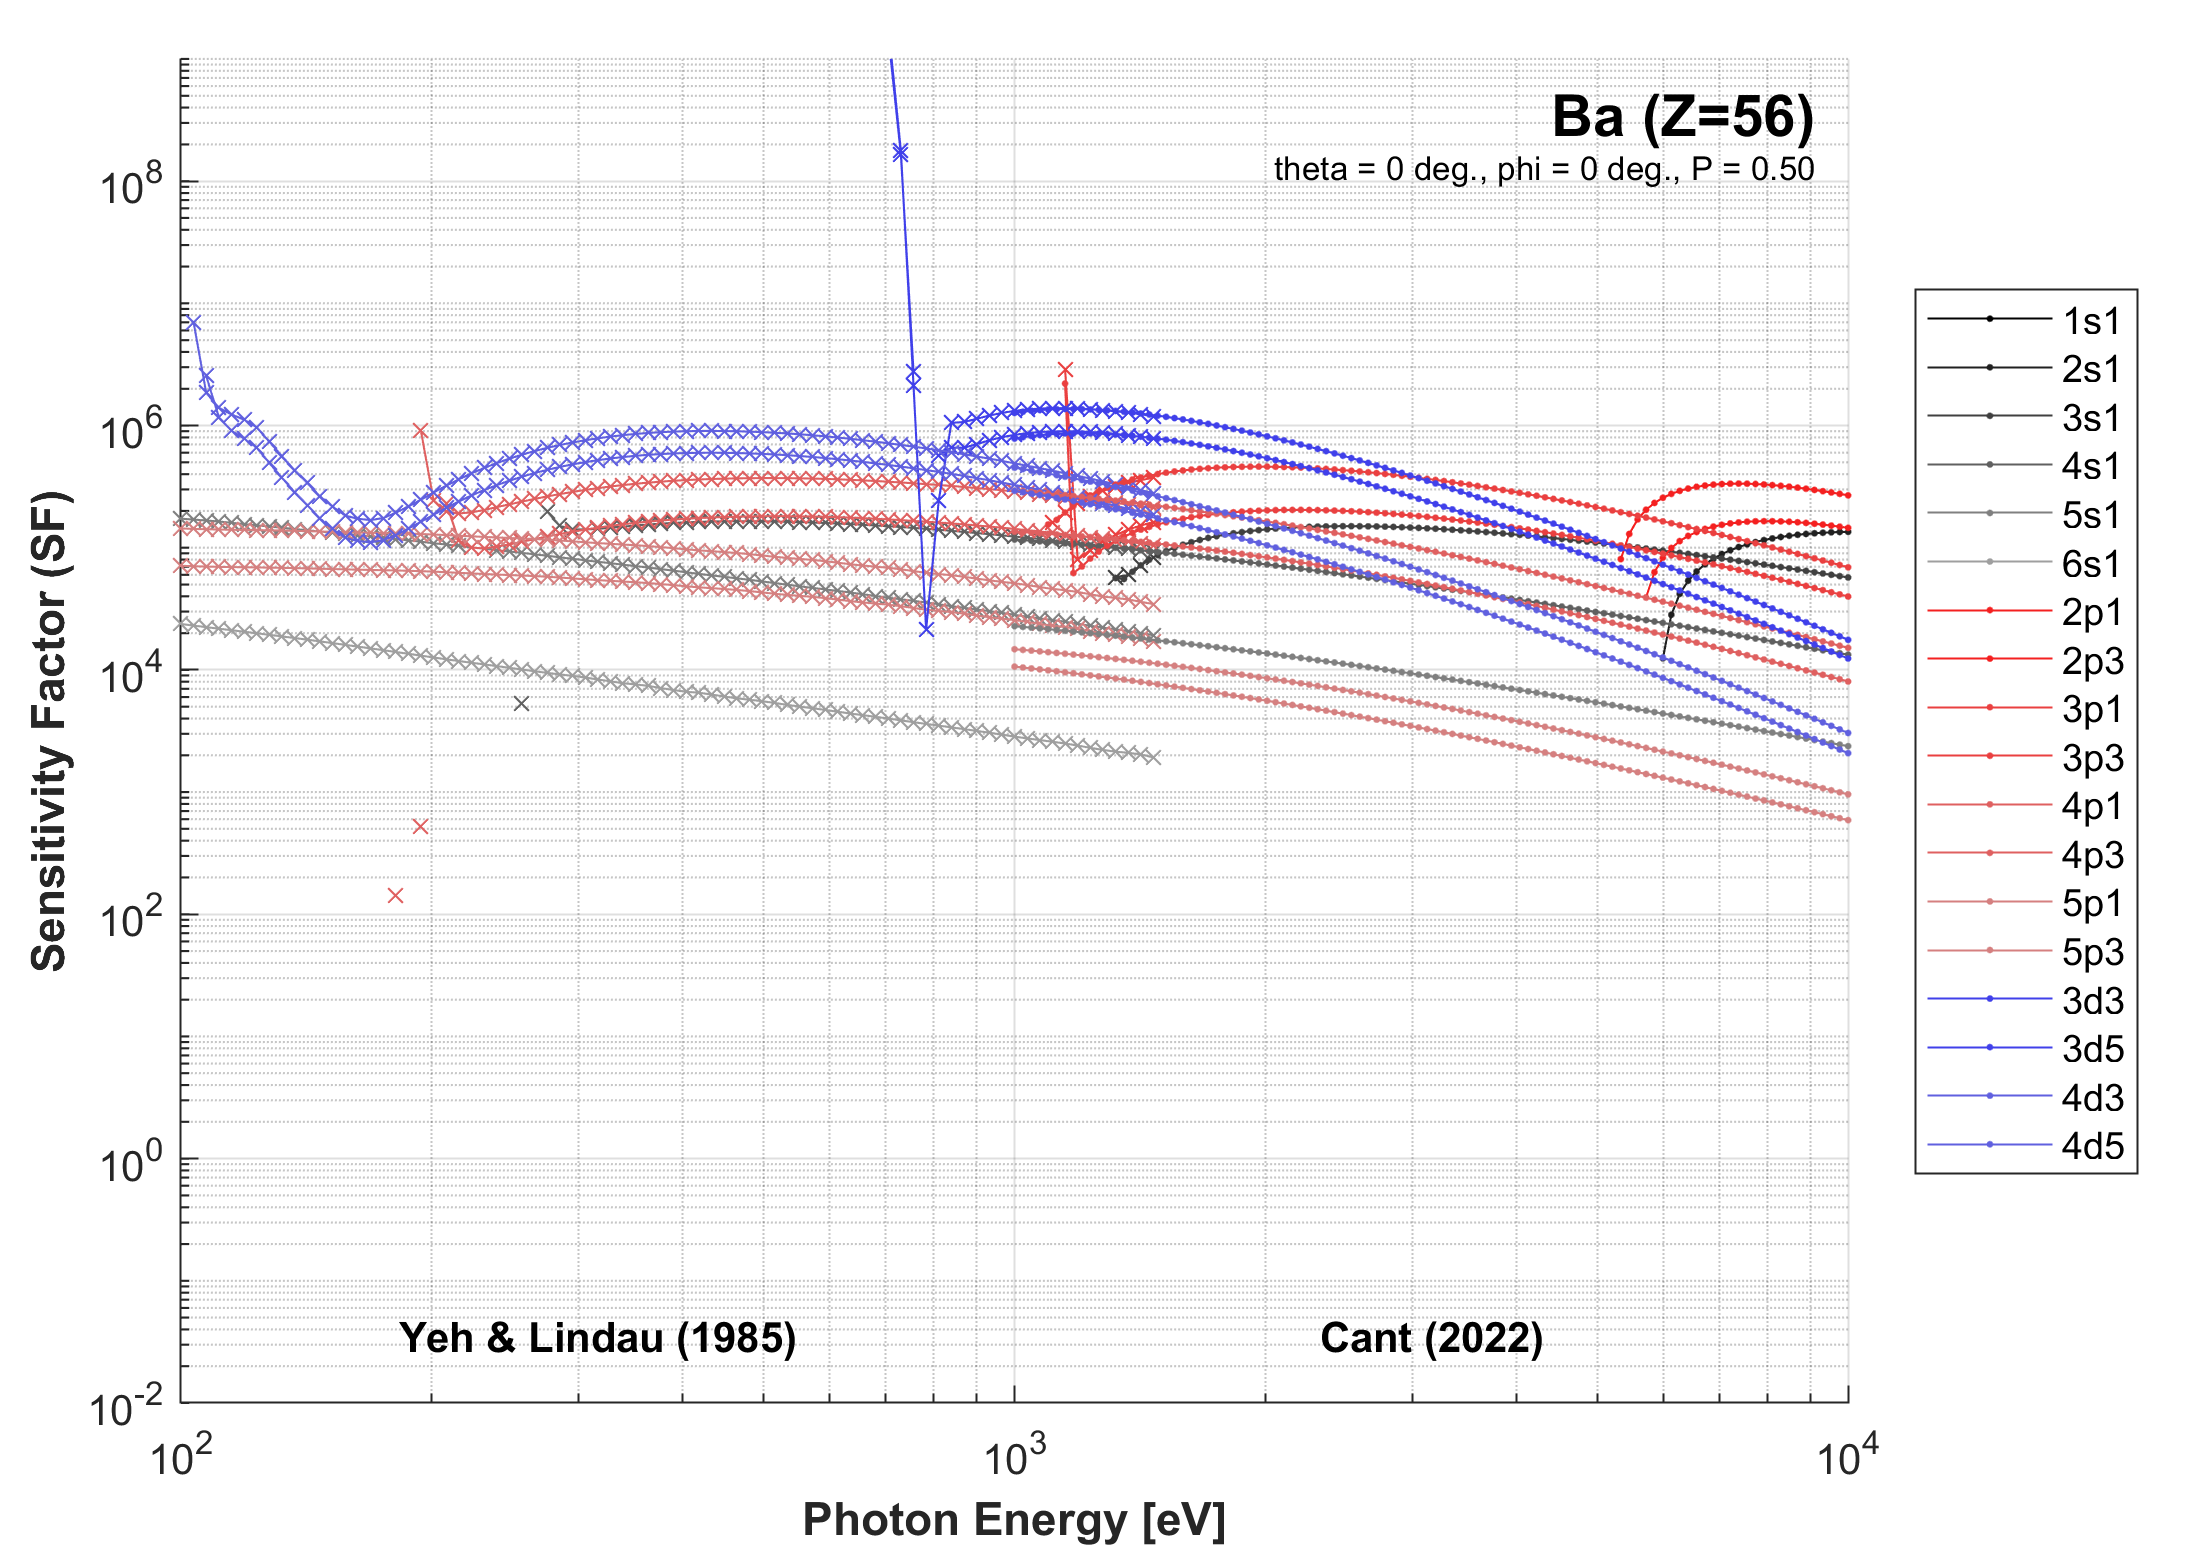 Ba (Z=56)
theta = 0 deg., phi = 0 deg., P = 0.50
Sensitivity Factor (SF)
10^8
10^6
10^4
10^2
10^0
10^-2
10^2
10^3
10^4
Photon Energy [eV]
Yeh & Lindau (1985)
Cant (2022)
1s1
2s1
3s1
4s1
5s1
6s1
2p1
2p3
3p1
3p3
4p1
4p3
5p1
5p3
3d3
3d5
4d3
4d5